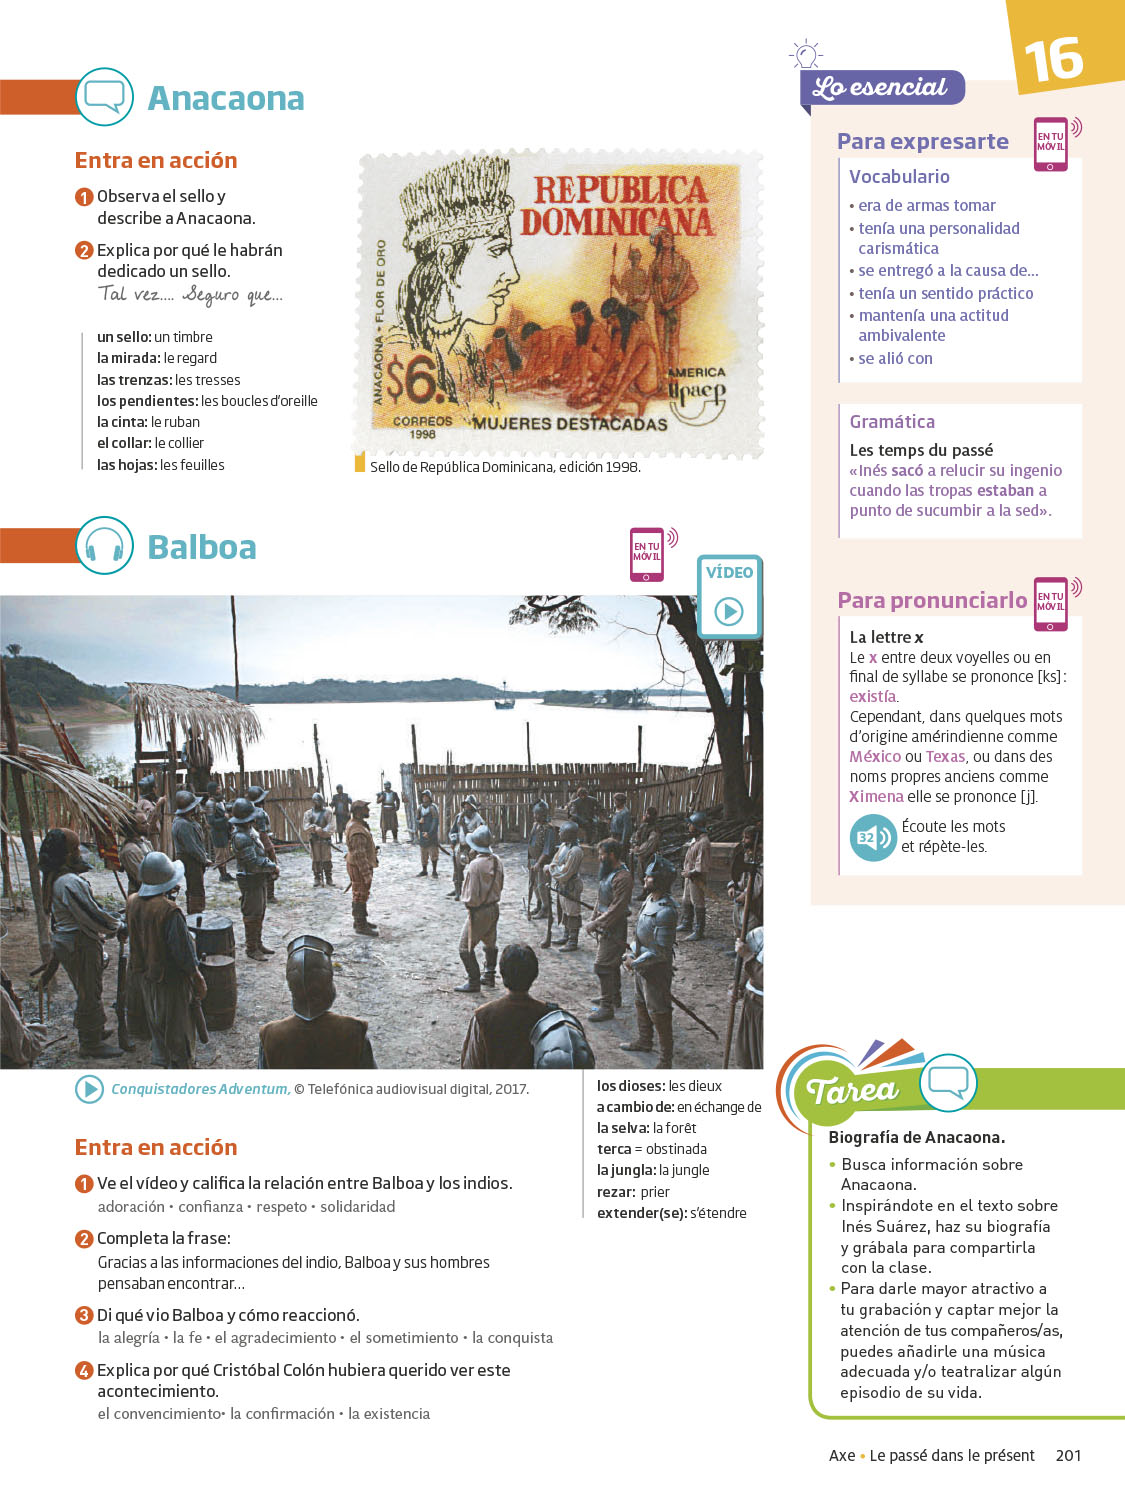 16
Anacaona
Entra en acción
1 Observa el sello y
describe a Anacaona.
2 Explica por qué le habrán
dedicado un sello.
Tal vez.... Seguro que...
un sello: un timbre
la mirada: le regard
las trenzas: les tresses
los pendientes: les boucles d'oreille
la cinta: le ruban
el collar: le collier
las hojas: les feuilles
REPUBLICA
DOMINICANA
ANACAONA - FLOR DE ORO
$6.
AMERICA
Upaep
CORREOS
1998
MUJERES DESTACADAS
Sello de República Dominicana, edición 1998.
Balboa
EN TU
MÓVIL
VÍDEO
Conquistadores Adventum, © Telefónica audiovisual digital, 2017.
los dioses: les dieux
a cambio de: en échange de
la selva: la forêt
terca = obstinada
la jungla: la jungle
rezar: prier
extender(se): s'étendre
Entra en acción
1 Ve el vídeo y califica la relación entre Balboa y los indios.
adoración • confianza • respeto • solidaridad
2 Completa la frase:
Gracias a las informaciones del indio, Balboa y sus hombres
pensaban encontrar...
3 Di qué vio Balboa y cómo reaccionó.
la alegría • la fe • el agradecimiento • el sometimiento • la conquista
4 Explica por qué Cristóbal Colón hubiera querido ver este
acontecimiento.
el convencimiento• la confirmación • la existencia
Lo esencial
Para expresarte
EN TU
MÓVIL
Vocabulario
• era de armas tomar
• tenía una personalidad
carismática
• se entregó a la causa de...
• tenía un sentido práctico
• mantenía una actitud
ambivalente
• se alió con
Gramática
Les temps du passé
«Inés sacó a relucir su ingenio
cuando las tropas estaban a
punto de sucumbir a la sed».
Para pronunciarlo
EN TU
MÓVIL
La lettre x
Le x entre deux voyelles ou en
final de syllabe se prononce [ks] :
existía.
Cependant, dans quelques mots
d'origine amérindienne comme
México ou Texas, ou dans des
noms propres anciens comme
Ximena elle se prononce [j].
32
Écoute les mots
et répète-les.
Tarea
Biografía de Anacaona.
• Busca información sobre
Anacaona.
• Inspirándote en el texto sobre
Inés Suárez, haz su biografía
y grábala para compartirla
con la clase.
• Para darle mayor atractivo a
tu grabación y captar mejor la
atención de tus compañeros/as,
puedes añadirle una música
adecuada y/o teatralizar algún
episodio de su vida.
Axe • Le passé dans le présent 201